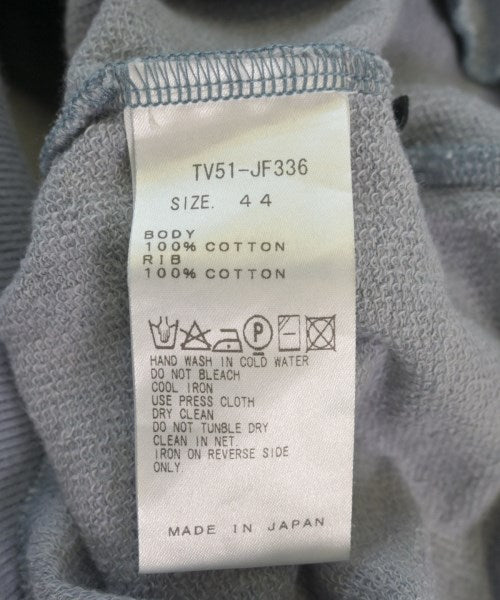 TV51-JF336
SIZE. 44
BODY
100% COTTON
RIB
100% COTTON
P
HAND WASH IN COLD WATER
DO NOT BLEACH
COOL IRON
USE PRESS CLOTH
DRY CLEAN
DO NOT TUNBLE DRY
CLEAN IN NET.
IRON ON REVERSE SIDE
ONLY.
MADE IN JAPAN